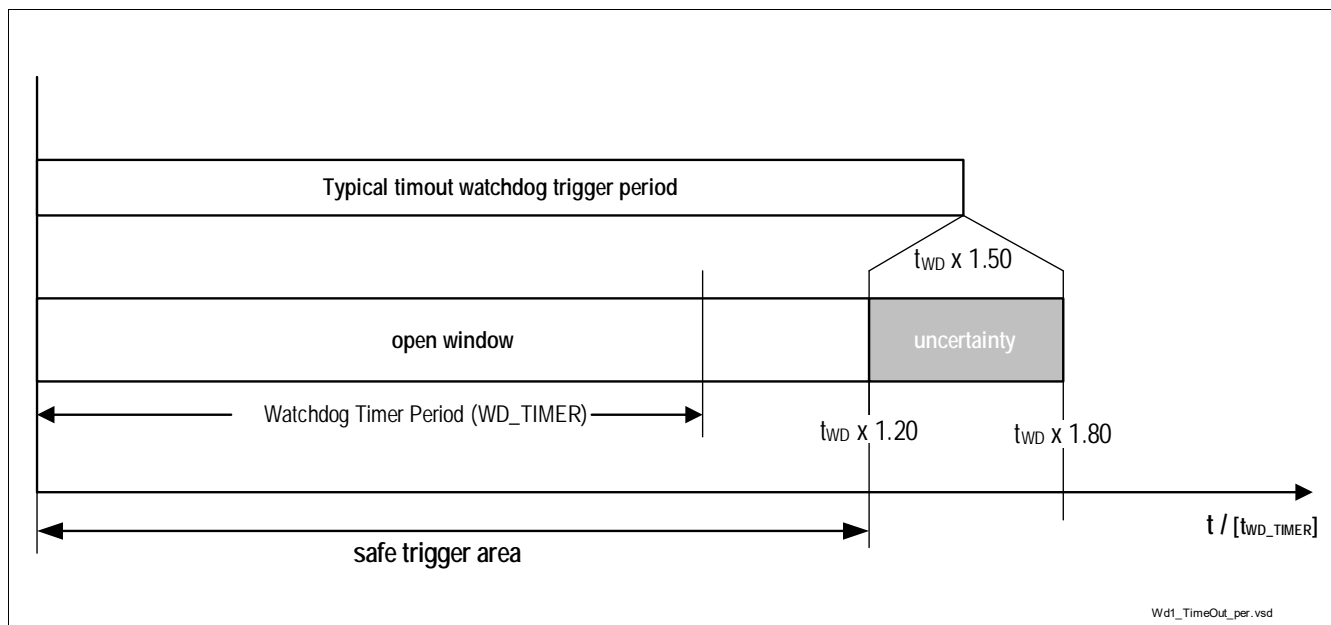 Typical timout watchdog trigger period
tWD x 1.50
open window
uncertainty
Watchdog Timer Period (WD_TIMER)
tWD x 1.20
tWD x 1.80
t / [tWD_TIMER]
safe trigger area
Wd1_TimeOut_per.vsd